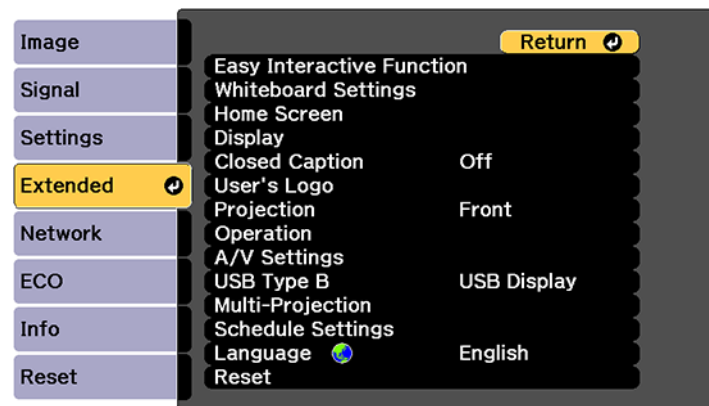 Image
Signal
Settings
Extended
Network
ECO
Info
Reset
Return
Easy Interactive Function
Whiteboard Settings
Home Screen
Display
Closed Caption Off
User's Logo
Projection Front
Operation
A/V Settings
USB Type B USB Display
Multi-Projection
Schedule Settings
Language English
Reset